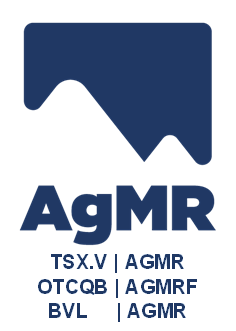 AgMR
TSX.V | AGMR
OTCQB | AGMRF
BVL | AGMR